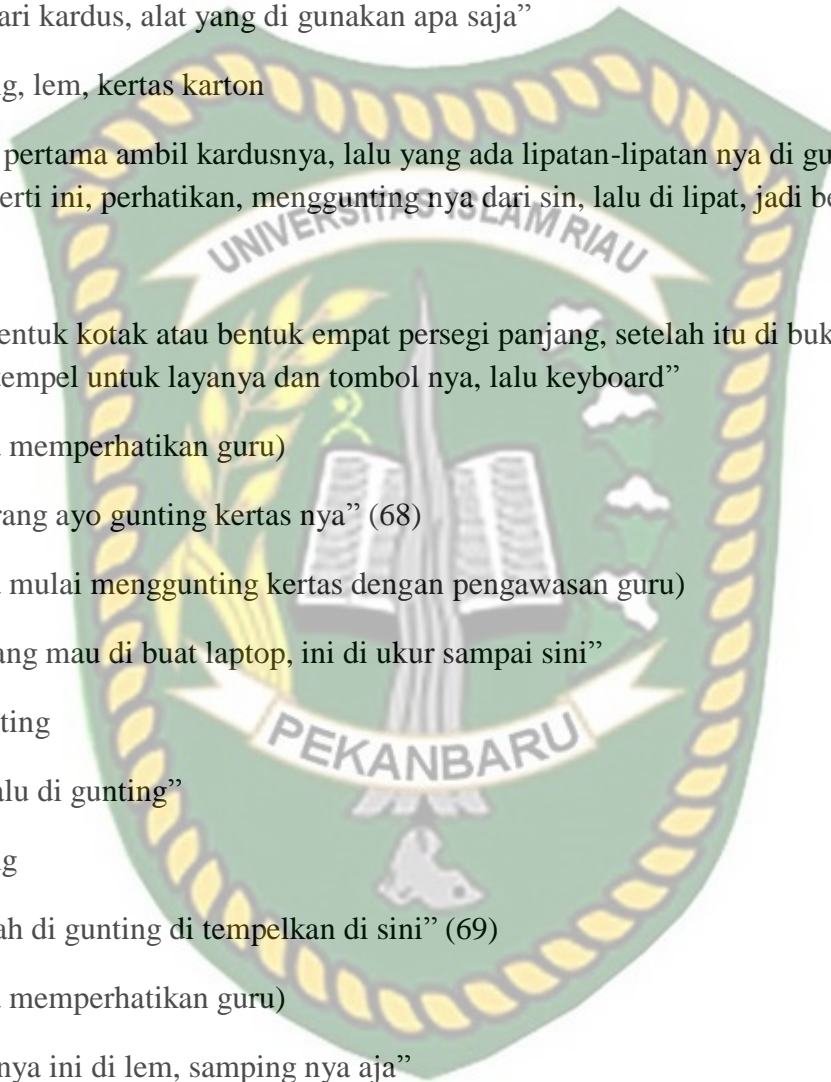 ari kardus, alat yang di gunakan apa saja”
g, lem, kertas karton
pertama ambil kardusnya, lalu yang ada lipatan-lipatan nya di gu
erti ini, perhatikan, menggunting nya dari sin, lalu di lipat, jadi be
UNIVERSITAS ISLAM RIAU
entuk kotak atau bentuk empat persegi panjang, setelah itu di buk
tempel untuk layanya dan tombol nya, lalu keyboard”
memperhatikan guru)
rang ayo gunting kertas nya” (68)
mulai menggunting kertas dengan pengawasan guru)
ang mau di buat laptop, ini di ukur sampai sini”
ting
PEKANBARU
alu di gunting”
g
ah di gunting di tempelkan di sini” (69)
memperhatikan guru)
nya ini di lem, samping nya aja”